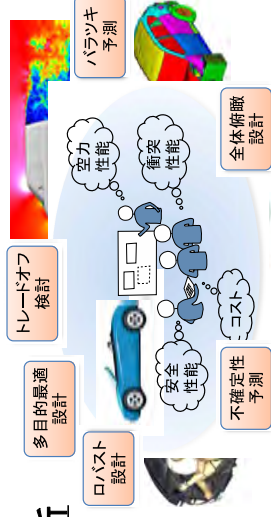 多目的最適
設計
トレードオフ
検討
バラツキ
予測
ロバスト
設計
空力
性能
衝突
性能
安全
性能
コスト
不確定性
予測
全体俯瞰
設計